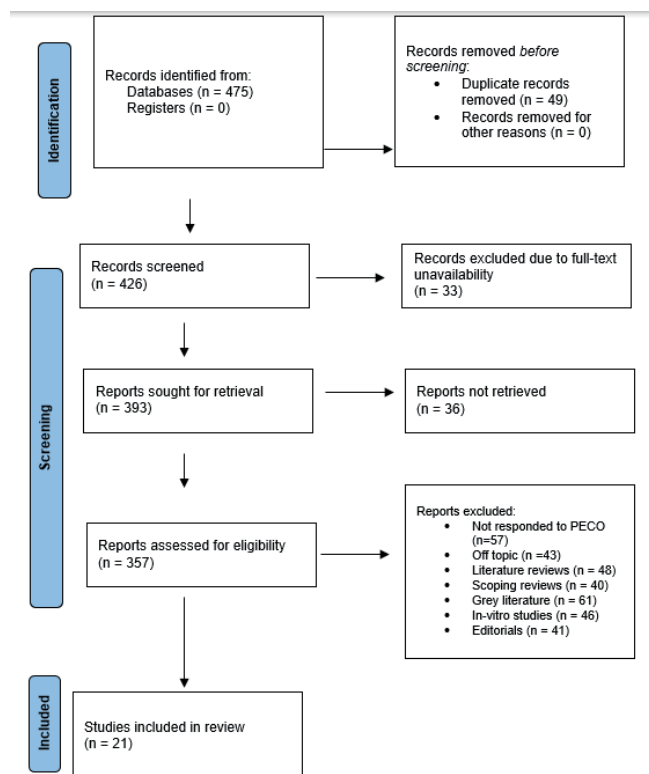 Identification
Records identified from:
Databases (n = 475)
Registers (n = 0)
Records removed before
screening:
• Duplicate records
removed (n = 49)
• Records removed for
other reasons (n = 0)
Screening
Records screened
(n = 426)
Records excluded due to full-text
unavailability
(n = 33)
Reports sought for retrieval
(n = 393)
Reports not retrieved
(n = 36)
Reports assessed for eligibility
(n = 357)
Reports excluded:
• Not responded to PECO
(n=57)
• Off topic (n =43)
• Literature reviews (n = 48)
• Scoping reviews (n = 40)
• Grey literature (n = 61)
• In-vitro studies (n = 46)
• Editorials (n = 41)
Included
Studies included in review
(n = 21)